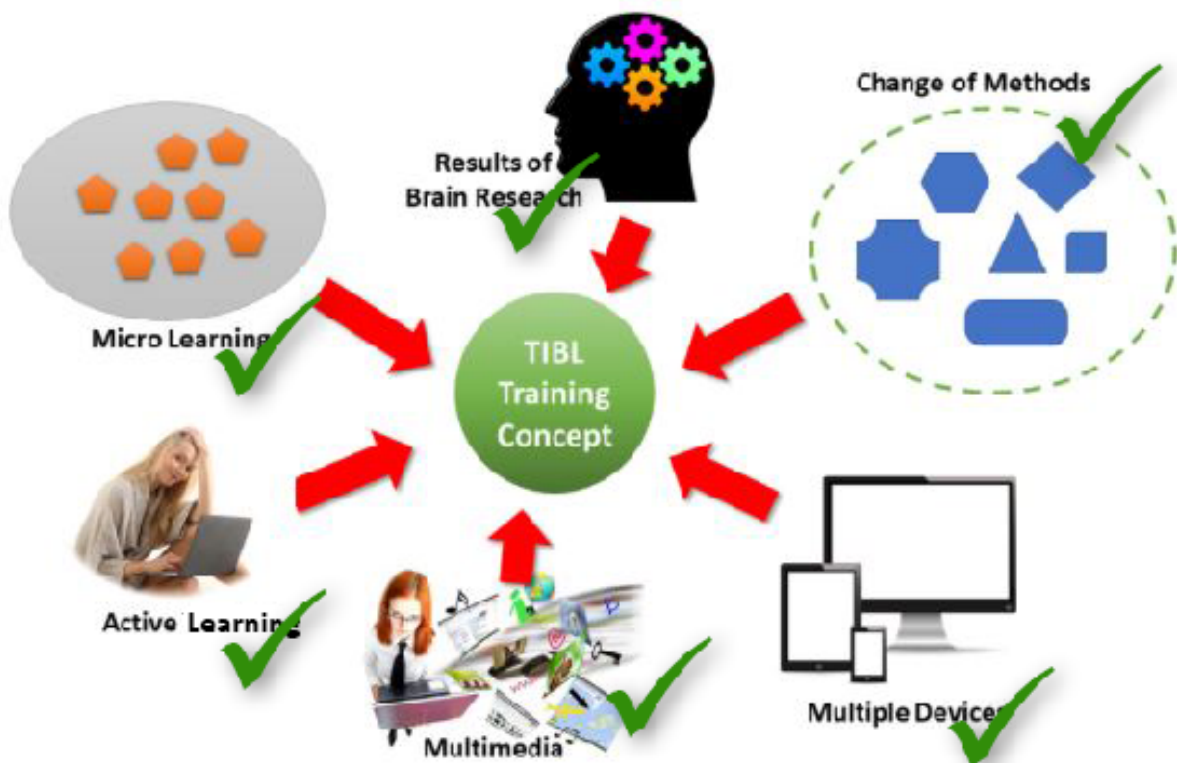 Change of Methods
Results of
Brain Research
Micro Learning
TIBL
Training
Concept
Active Learning
Multimedia
Multiple Devices